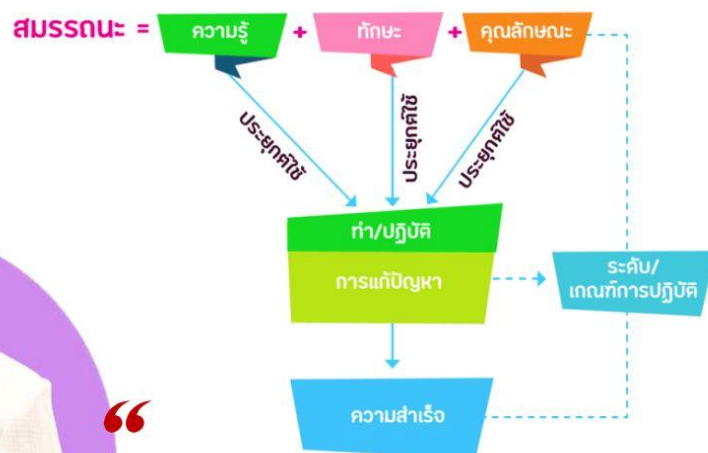 สมรรถนะ = ความรู้ + ทักษะ + คุณลักษณะ
ประยุกต์ใช้
ประยุกต์ใช้
ประยุกต์ใช้
ทำ/ปฏิบัติ
การแก้ปัญหา
ระดับ/
เกณฑ์การปฏิบัติ
ความสำเร็จ
“